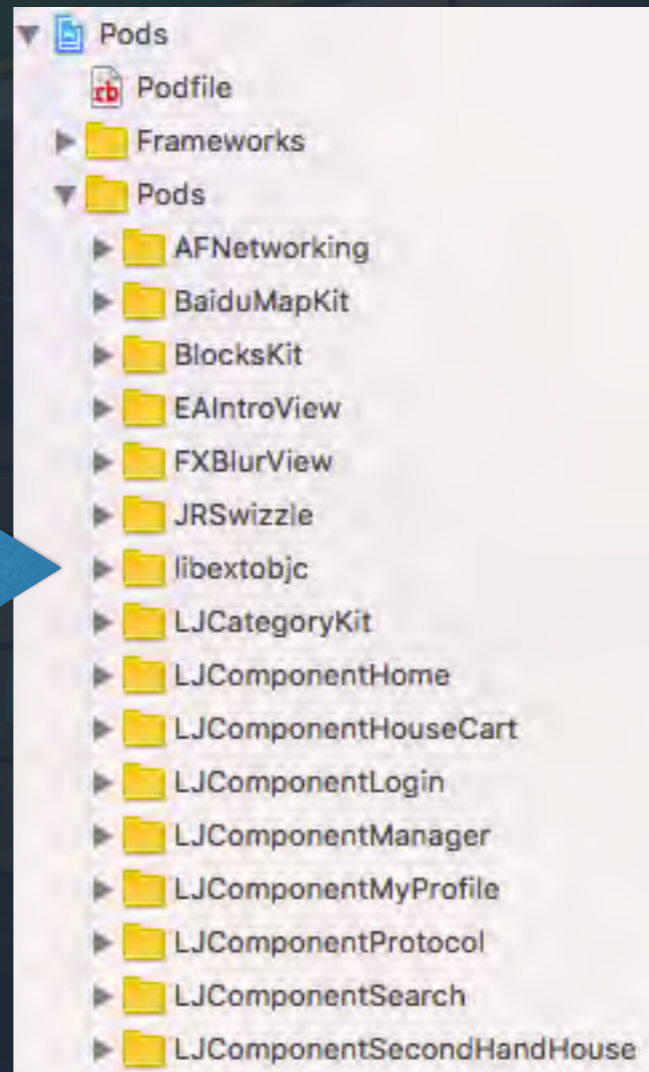 Pods
rb Podfile
Frameworks
Pods
AFNetworking
BaiduMapKit
BlocksKit
EAIntroView
FXBlurView
JRSwizzle
libextobjc
LJCategoryKit
LJComponentHome
LJComponentHouseCart
LJComponentLogin
LJComponentManager
LJComponentMyProfile
LJComponentProtocol
LJComponentSearch
LJComponentSecondHandHouse